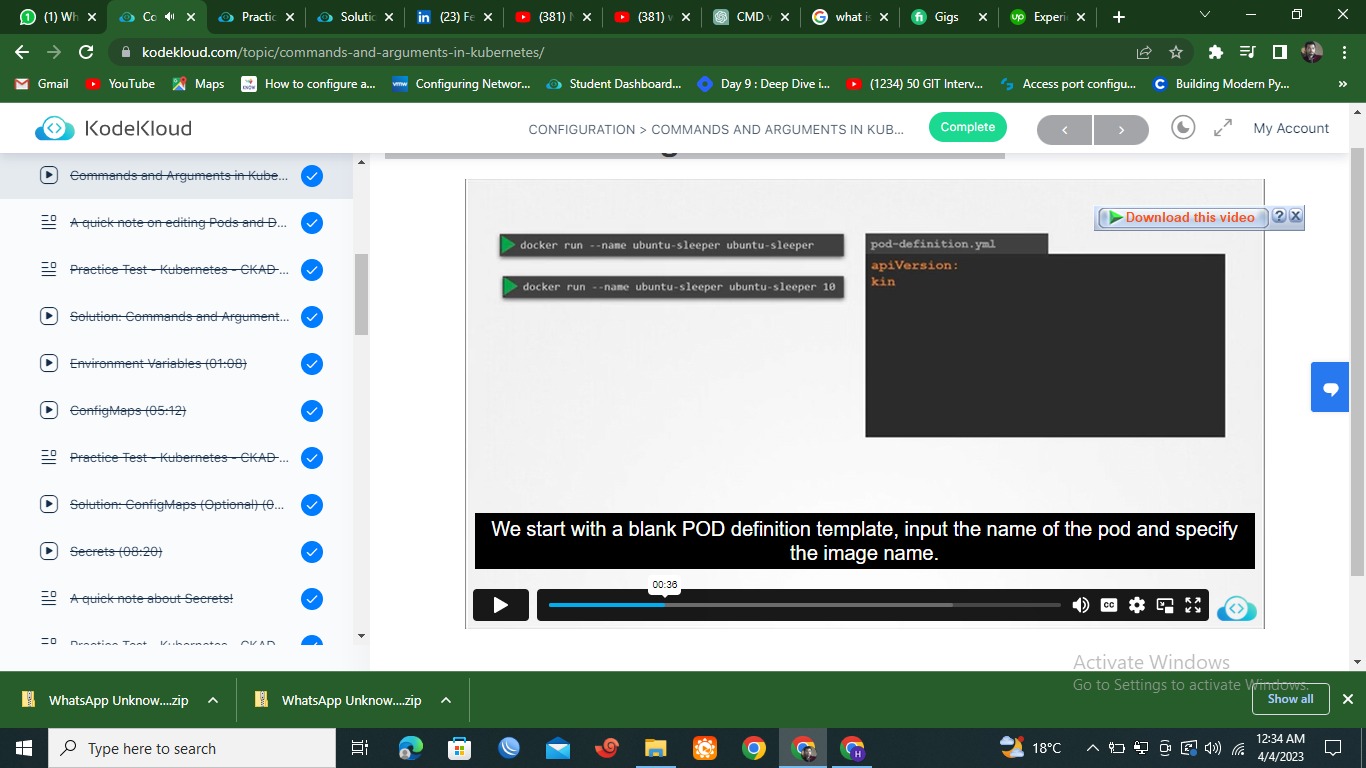 (1) Wh
Co
Practic
Solutic
in (23) Fe
(381) N
(381) v
CMD v
what is
Gigs
Experi
kodekloud.com/topic/commands-and-arguments-in-kubernetes/
Gmail
YouTube
Maps
How to configure a...
Configuring Networ...
Student Dashboard...
Day 9 : Deep Dive i...
(1234) 50 GIT Interv...
Access port configu...
Building Modern Py...
KodeKloud
CONFIGURATION > COMMANDS AND ARGUMENTS IN KUB...
Complete
My Account
Commands and Arguments in Kube...
A quick note on editing Pods and D...
Practice Test - Kubernetes - CKAD ...
Solution: Commands and Argument...
Environment Variables (01:08)
ConfigMaps (05:12)
Practice Test - Kubernetes - CKAD ...
Solution: ConfigMaps (Optional) (0...
Secrets (08:20)
A quick note about Secrets!
Practice Test - Kubernetes - CKAD
Download this video
docker run --name ubuntu-sleeper ubuntu-sleeper
docker run --name ubuntu-sleeper ubuntu-sleeper 10
pod-definition.yml
apiVersion:
kin
We start with a blank POD definition template, input the name of the pod and specify
the image name.
00:36
CC
Activate Windows
Go to Settings to activate Windows.
WhatsApp Unknow....zip
WhatsApp Unknow....zip
Show all
Type here to search
18°C
12:34 AM
4/4/2023